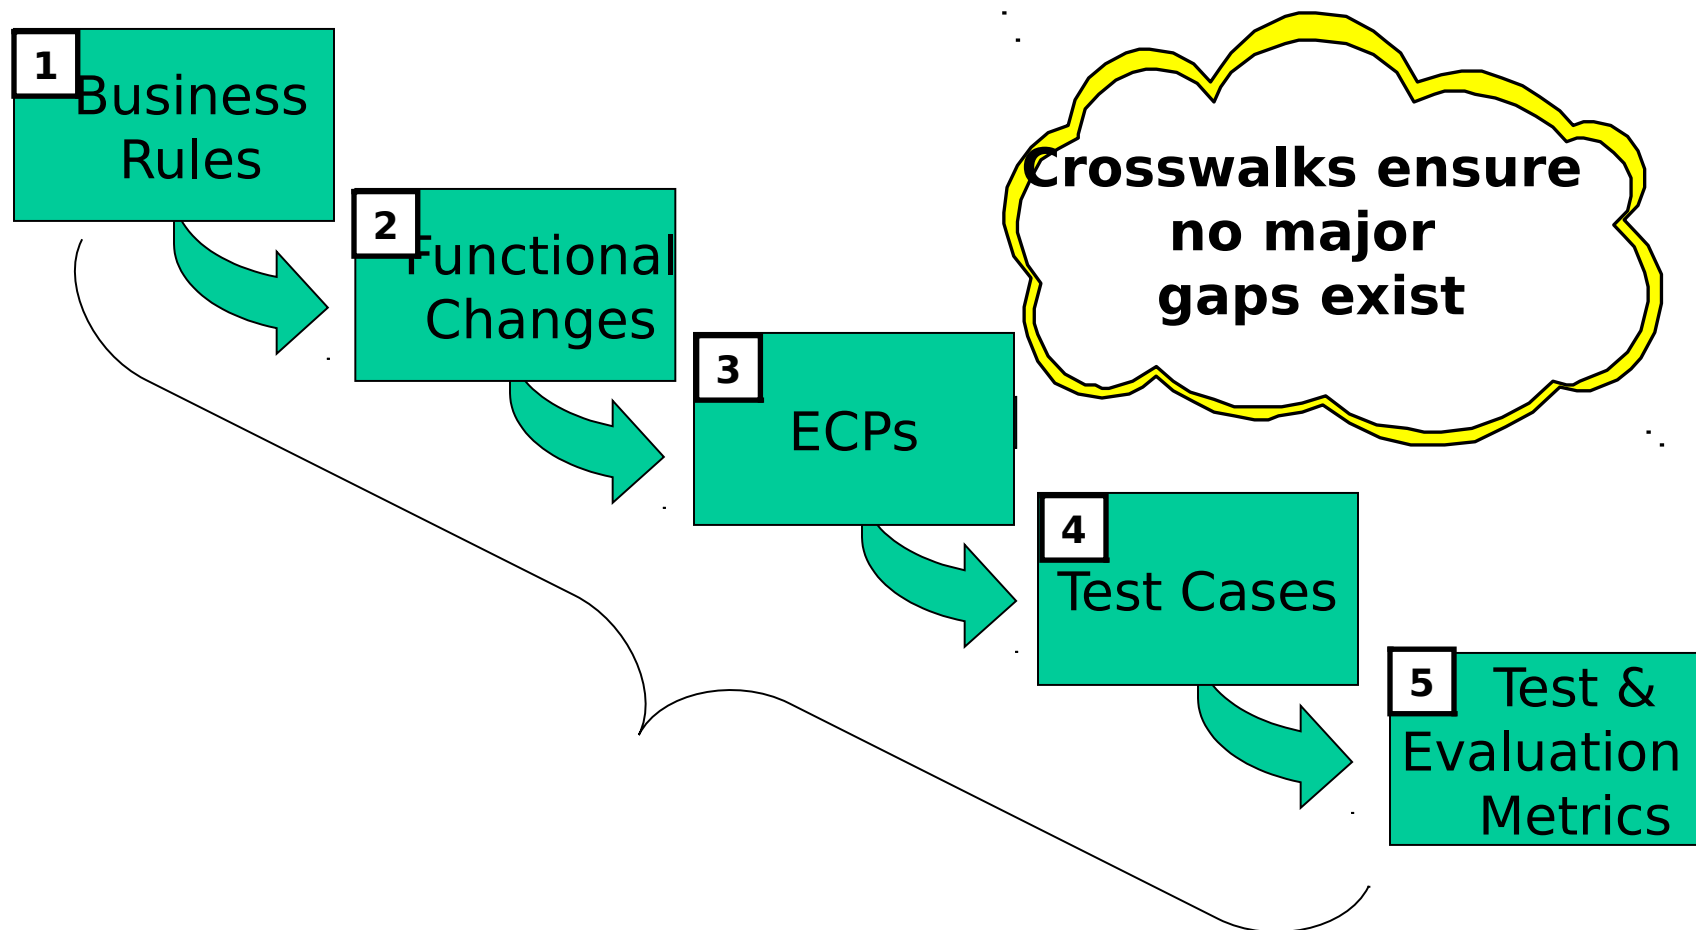 1
Business
Rules
2
Functional
Changes
3
ECPs
4
Test Cases
5
Test &
Evaluation
Metrics
Crosswalks ensure
no major
gaps exist